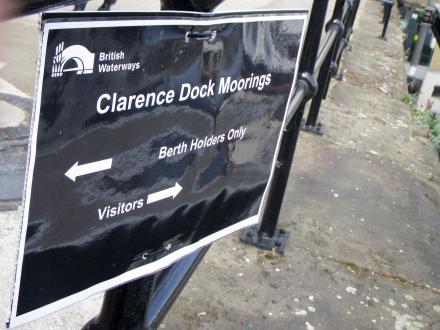 British
Waterways
Clarence Dock Moorings
Berth Holders Only
Visitors